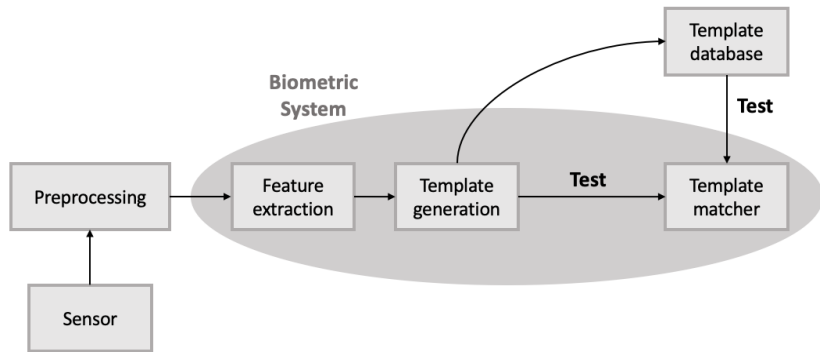 Template
database
Biometric
System
Test
Preprocessing
Feature
extraction
Template
generation
Test
Template
matcher
Sensor